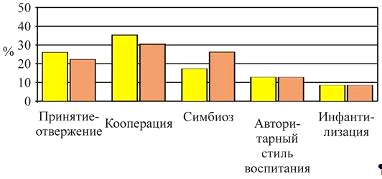 50
40
30
%
20
10
0
Принятие- Кооперация Симбиоз Автори- Инфанти-
отвержение тарный лизация
стиль
воспитания
¶